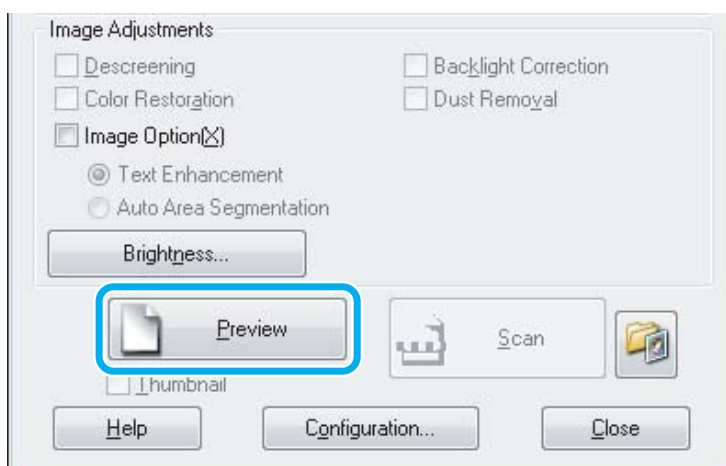 Image Adjustments
Descreening
Backlight Correction
Color Restoration
Dust Removal
Image Option(X)
Text Enhancement
Auto Area Segmentation
Brightness...
Preview
Scan
Thumbnail
Help
Configuration...
Close